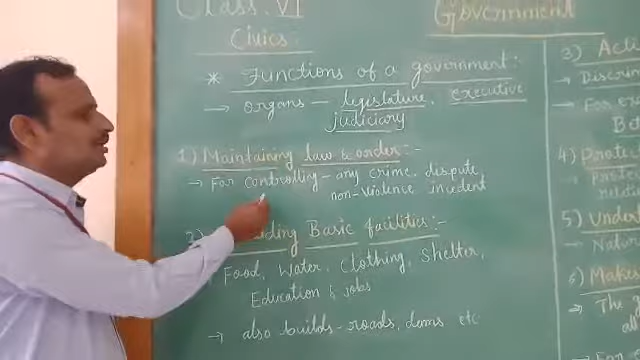 Class VI
Government
Civics
* Functions of a government:
→ organs - legislature, executive
judiciary
1) Maintaining law & order:-
→ For controlling - any crime, dispute,
non-violence incedent
Basic facilities:-
Food, Water, Clothing, Shelter,
Education & jobs
→ also builds - roads, dams etc
3)
→
→ For
4)
→
5)
→
6)
→ The
→ For